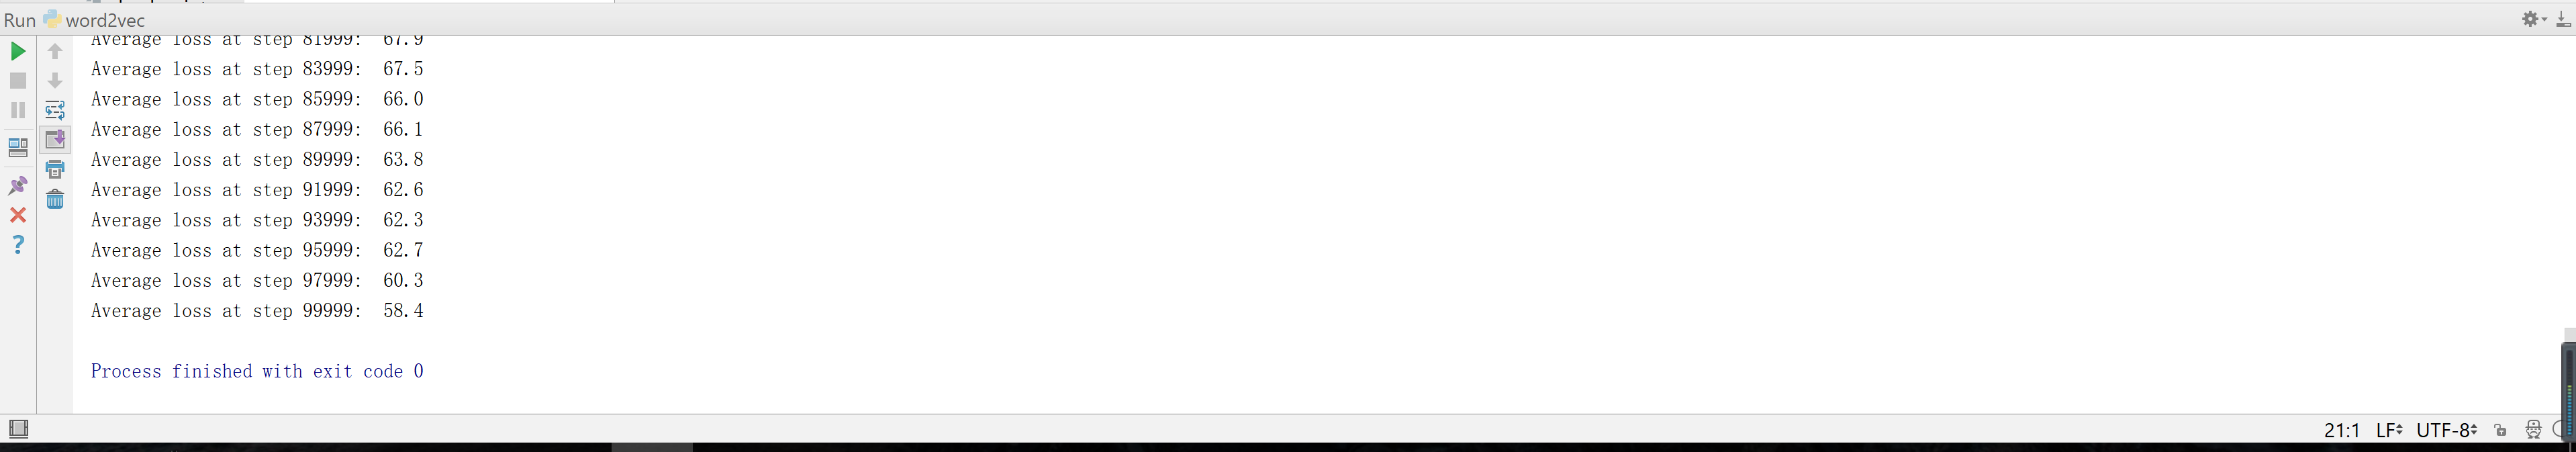 Run word2vec
Average loss at step 81999:  67.9
Average loss at step 83999:  67.5
Average loss at step 85999:  66.0
Average loss at step 87999:  66.1
Average loss at step 89999:  63.8
Average loss at step 91999:  62.6
Average loss at step 93999:  62.3
Average loss at step 95999:  62.7
Average loss at step 97999:  60.3
Average loss at step 99999:  58.4
Process finished with exit code 0
21:1 LF UTF-8